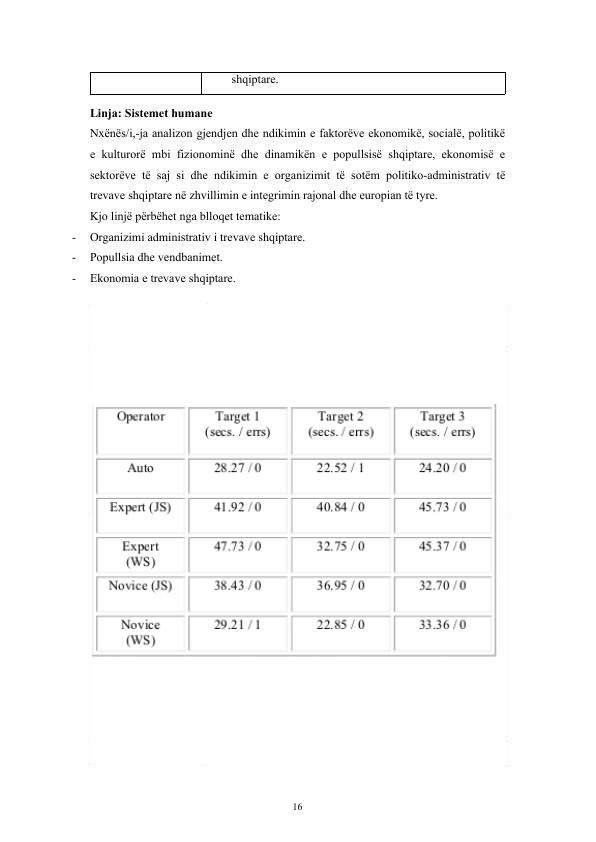 shqiptare.
Linja: Sistemet humane
Nxënës/i,-ja analizon gjendjen dhe ndikimin e faktorëve ekonomikë, socialë, politikë
e kulturorë mbi fizionominë dhe dinamikën e popullsisë shqiptare, ekonomisë e
sektorëve të saj si dhe ndikimin e organizimit të sotëm politiko-administrativ të
trevave shqiptare në zhvillimin e integrimin rajonal dhe europian të tyre.
Kjo linjë përbëhet nga blloqet tematike:
- Organizimi administrativ i trevave shqiptare.
- Popullsia dhe vendbanimet.
- Ekonomia e trevave shqiptare.
Operator Target 1 Target 2 Target 3
(secs. / errs) (secs. / errs) (secs. / errs)
Auto 28.27 / 0 22.52 / 1 24.20 / 0
Expert (JS) 41.92 / 0 40.84 / 0 45.73 / 0
Expert 47.73 / 0 32.75 / 0 45.37 / 0
(WS)
Novice (JS) 38.43 / 0 36.95 / 0 32.70 / 0
Novice 29.21 / 1 22.85 / 0 33.36 / 0
(WS)
16